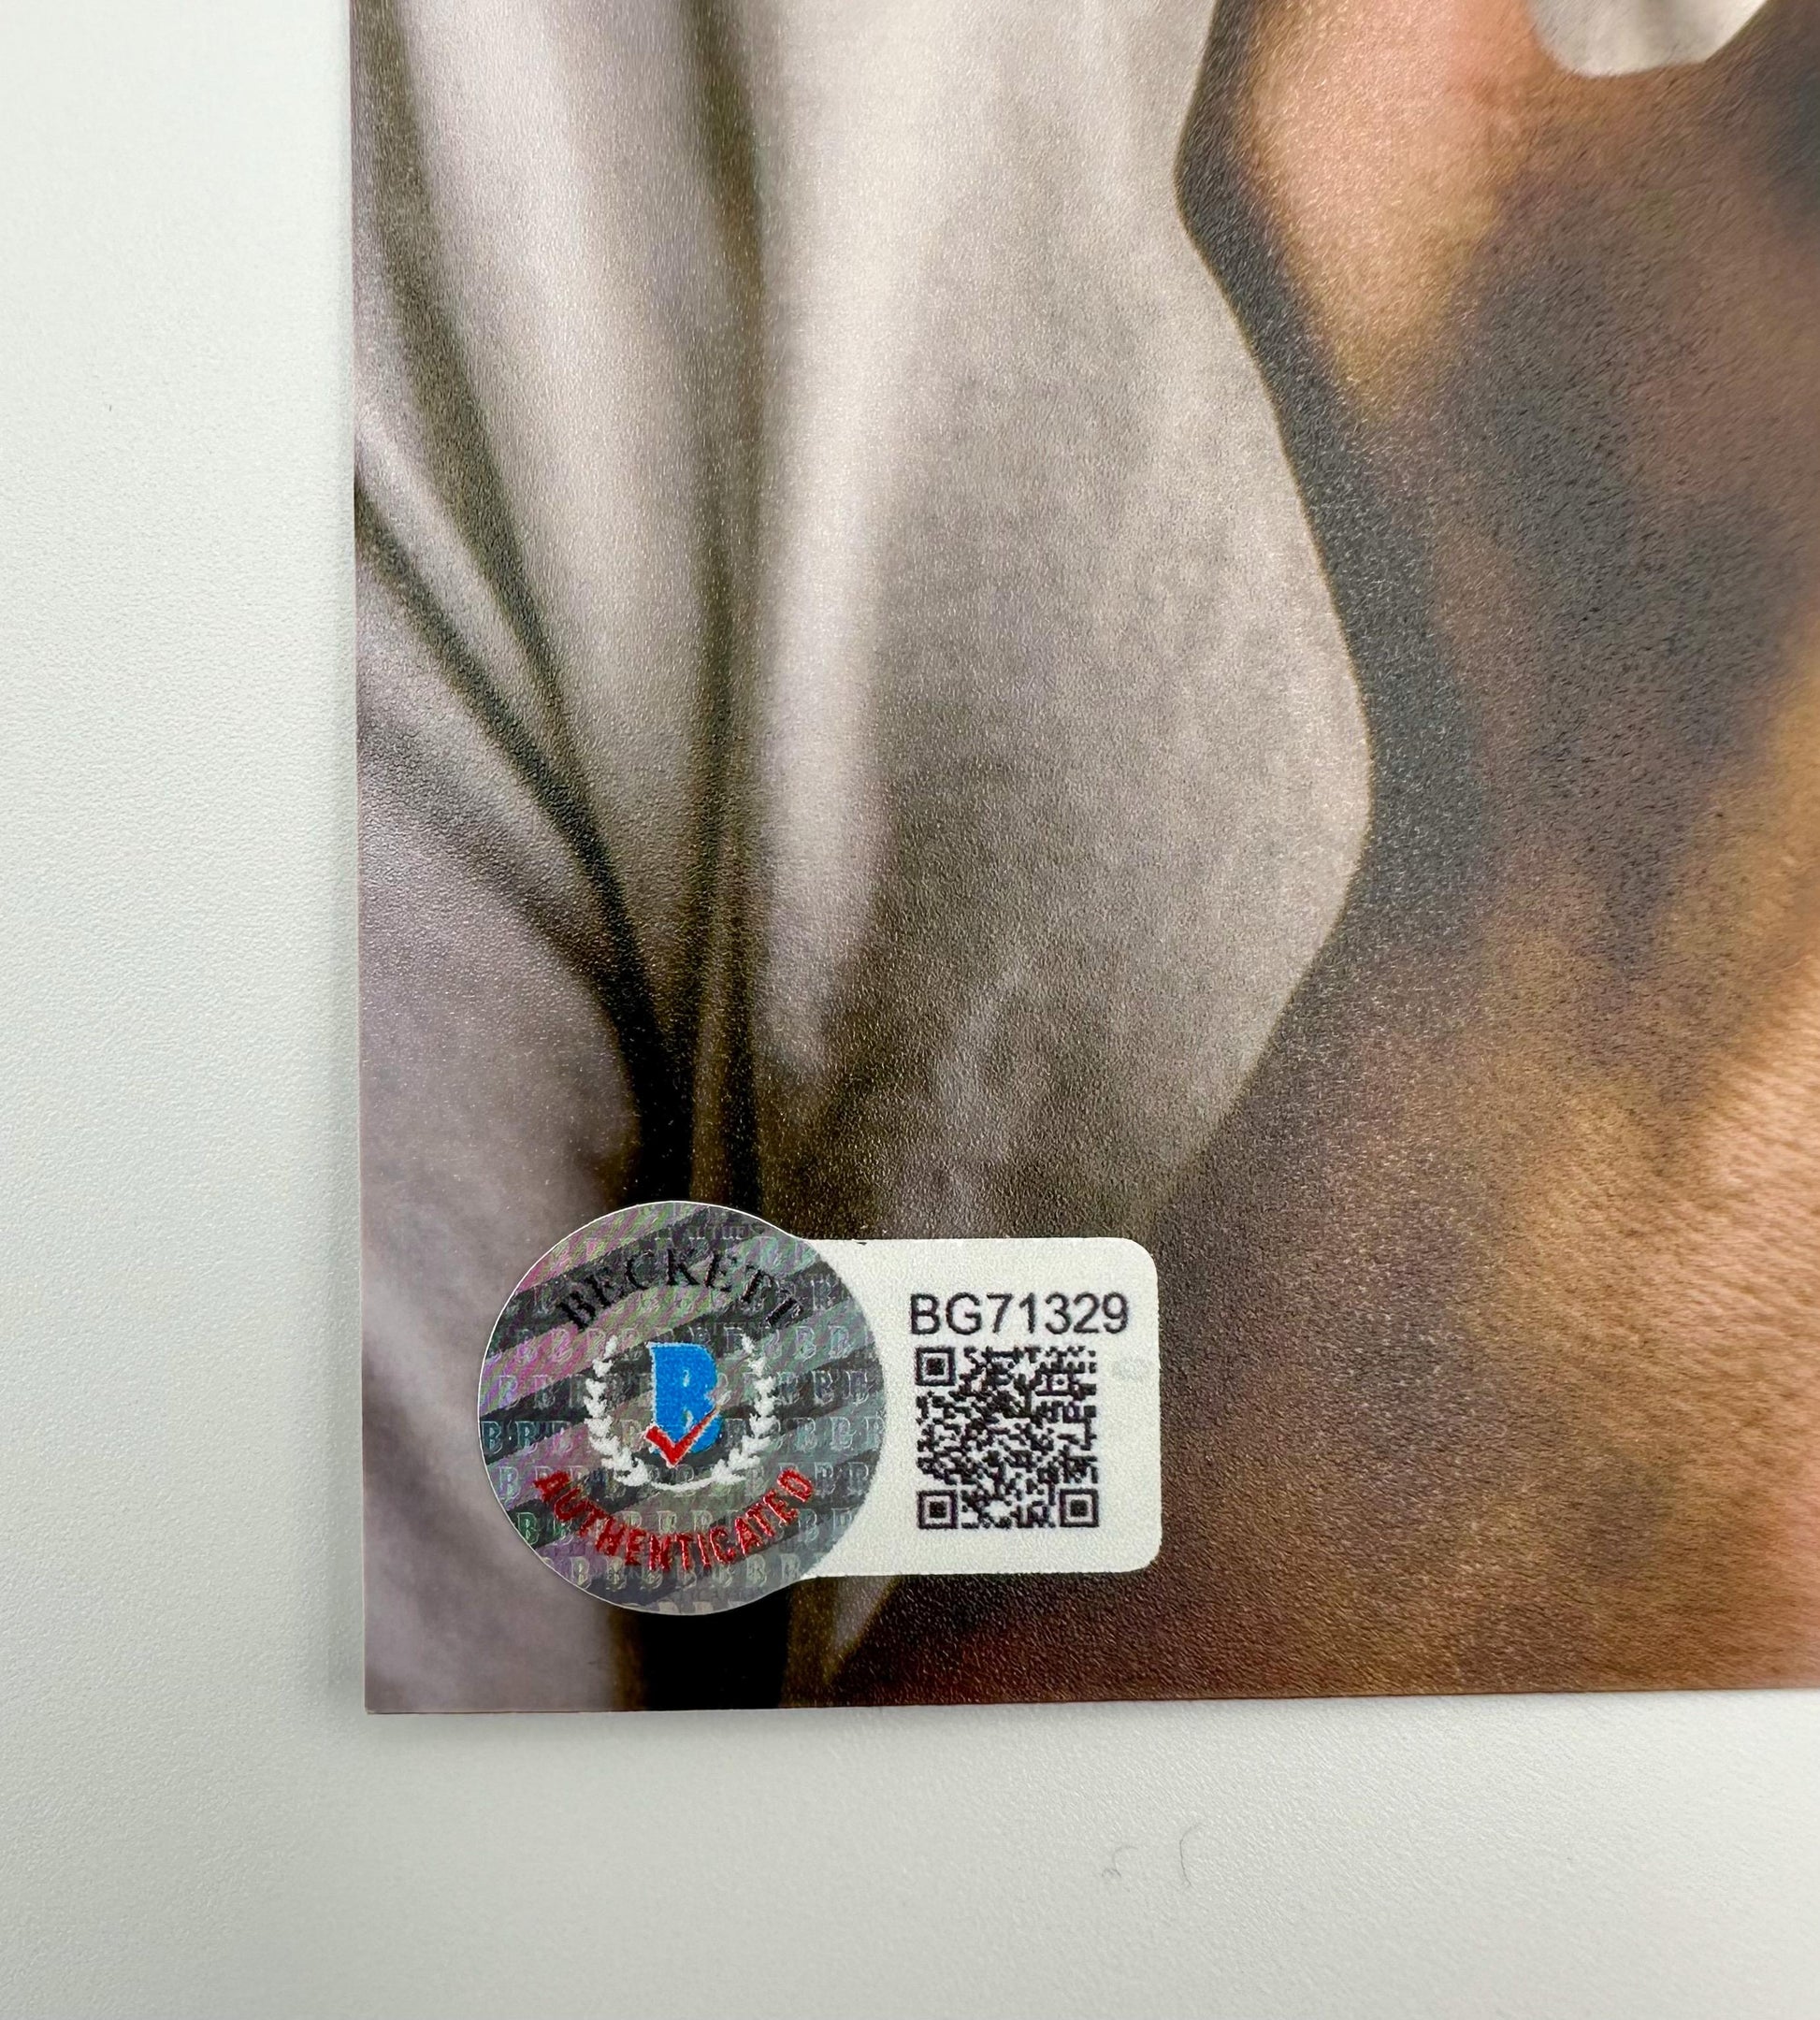 BECKETT
B
AUTHENTICATED
BG71329